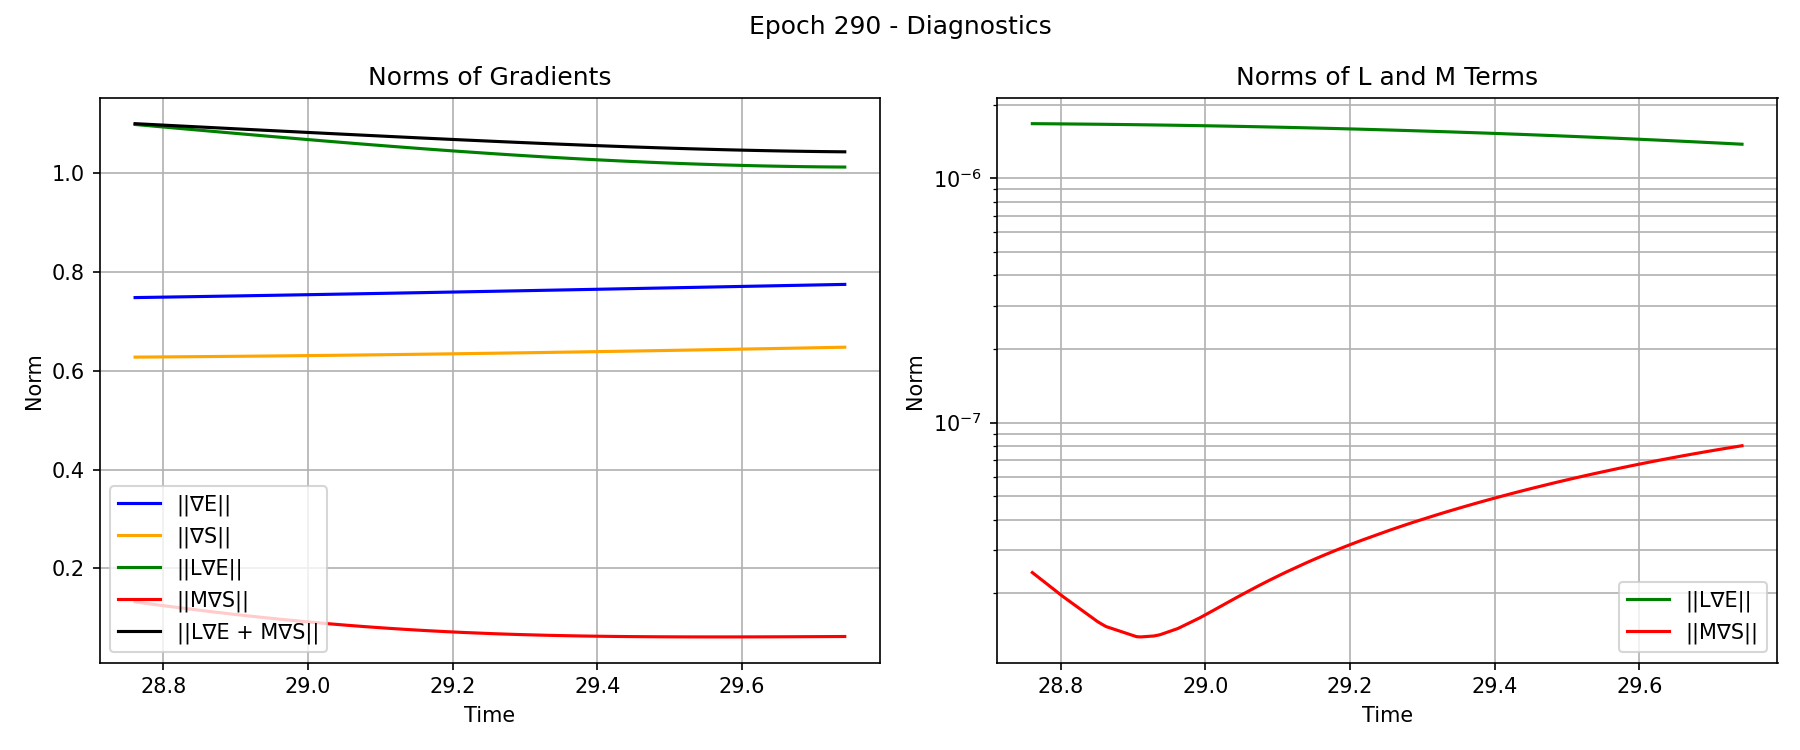 Epoch 290 - Diagnostics
Norms of Gradients
Norm
1.0
0.8
0.6
0.4
0.2
||∇E||
||∇S||
||L∇E||
||M∇S||
||L∇E + M∇S||
28.8 29.0 29.2 29.4 29.6
Time
Norms of L and M Terms
Norm
10⁻⁶
10⁻⁷
||L∇E||
||M∇S||
28.8 29.0 29.2 29.4 29.6
Time